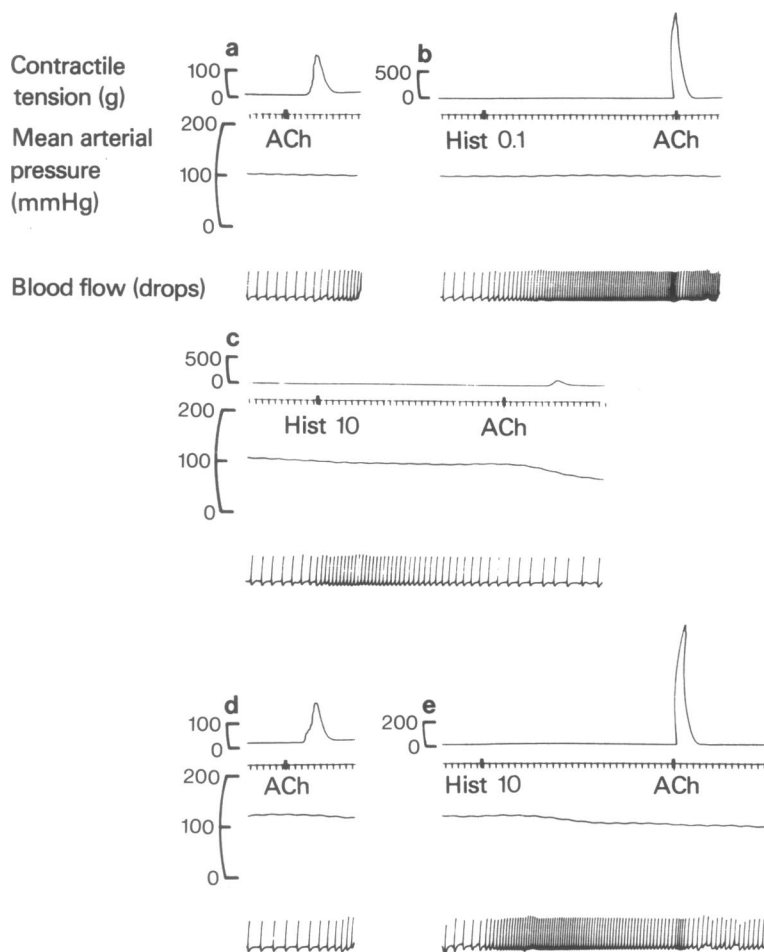 a
b
Contractile
tension (g)
100
0
500
0
ACh
Hist 0.1
ACh
Mean arterial
pressure
(mmHg)
200
100
0
Blood flow (drops)
c
500
0
Hist 10
ACh
200
100
0
d
e
100
0
200
0
ACh
Hist 10
ACh
200
100
0